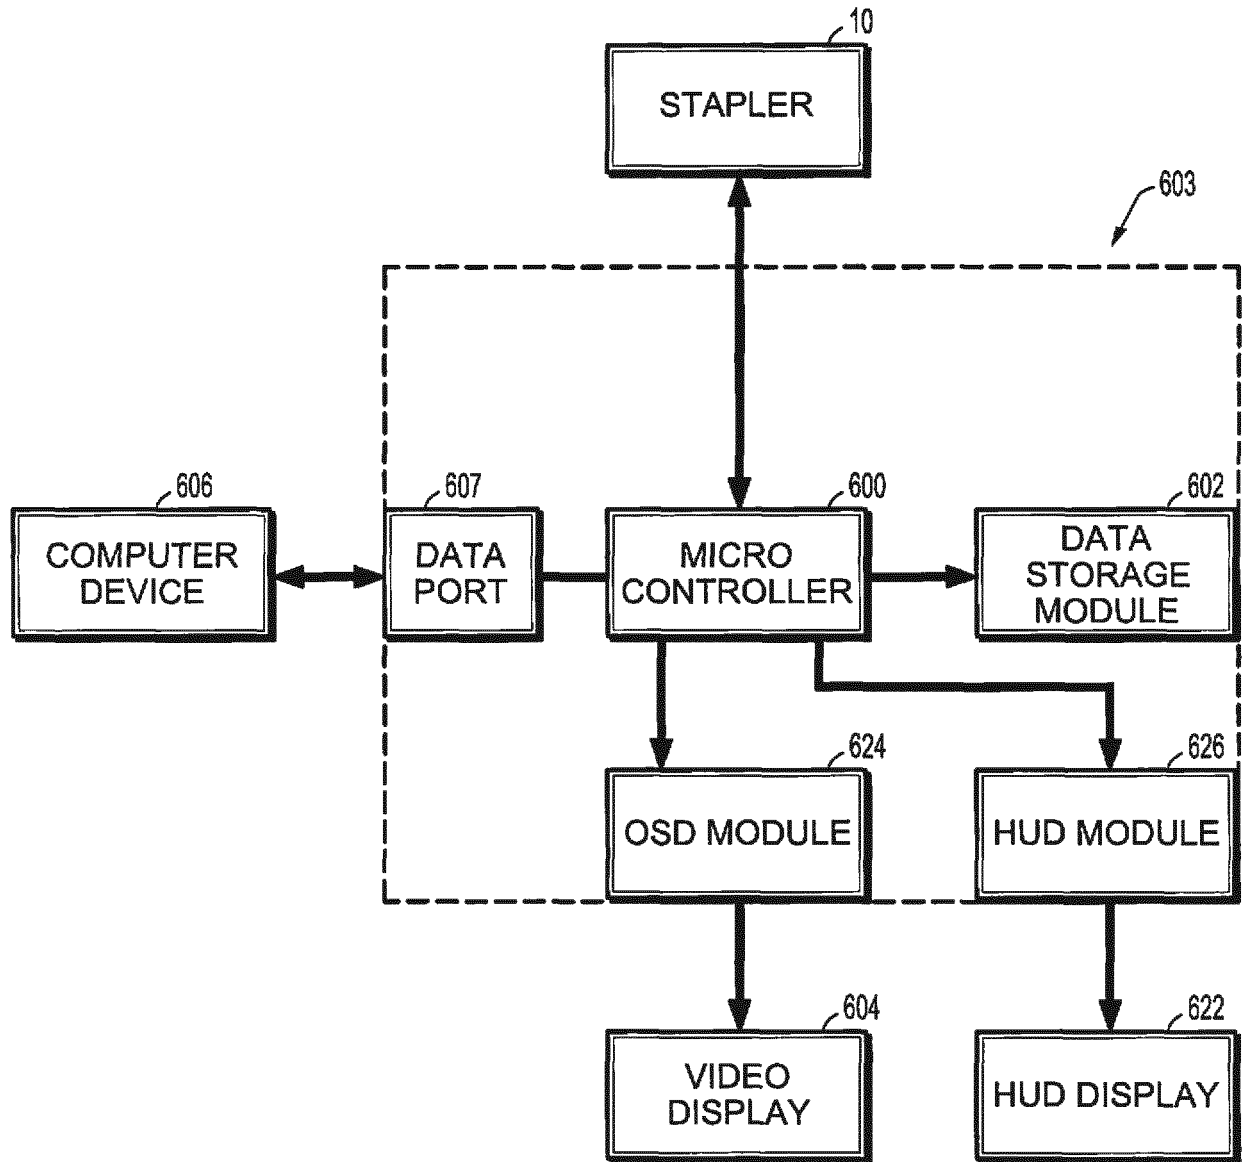 10
STAPLER
603
606
COMPUTER
DEVICE
607
DATA
PORT
600
MICRO
CONTROLLER
602
DATA
STORAGE
MODULE
624
OSD MODULE
626
HUD MODULE
604
VIDEO
DISPLAY
622
HUD DISPLAY